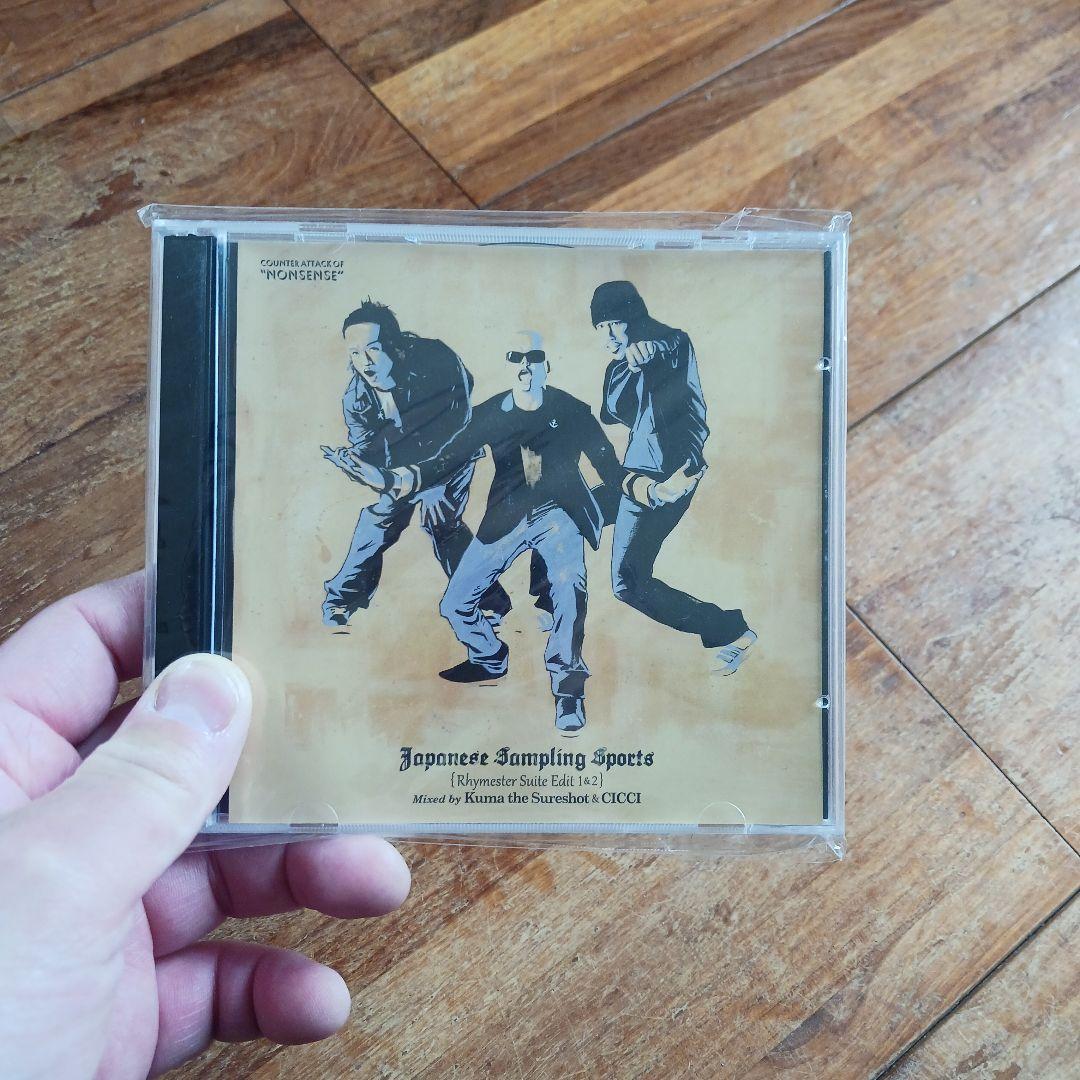 COUNTER ATTACK OF
"NONSENSE"
Japanese Sampling Sports
{Rhymester Suite Edit 1&2}
Mixed by Kuma the Sureshot & CICCI